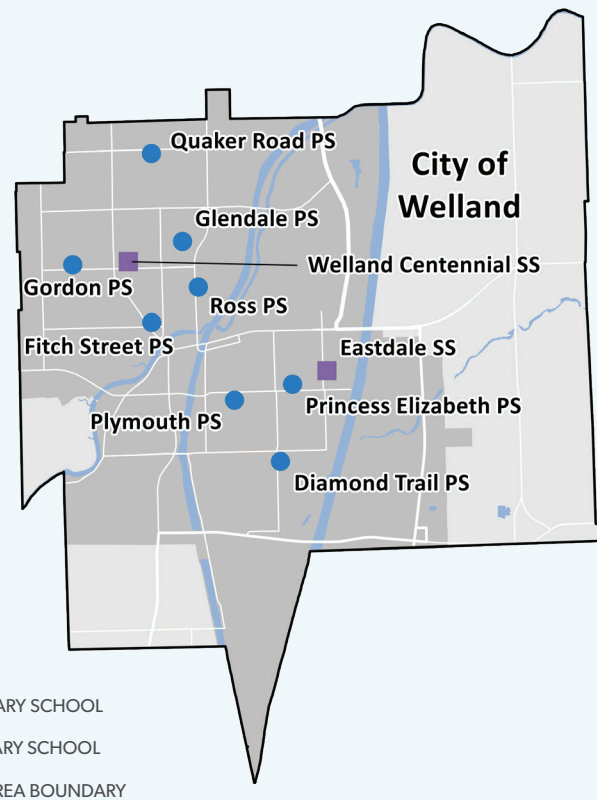 Quaker Road PS
City of
Welland
Glendale PS
Welland Centennial SS
Gordon PS
Ross PS
Fitch Street PS
Eastdale SS
Princess Elizabeth PS
Plymouth PS
Diamond Trail PS
ARY SCHOOL
ARY SCHOOL
REA BOUNDARY